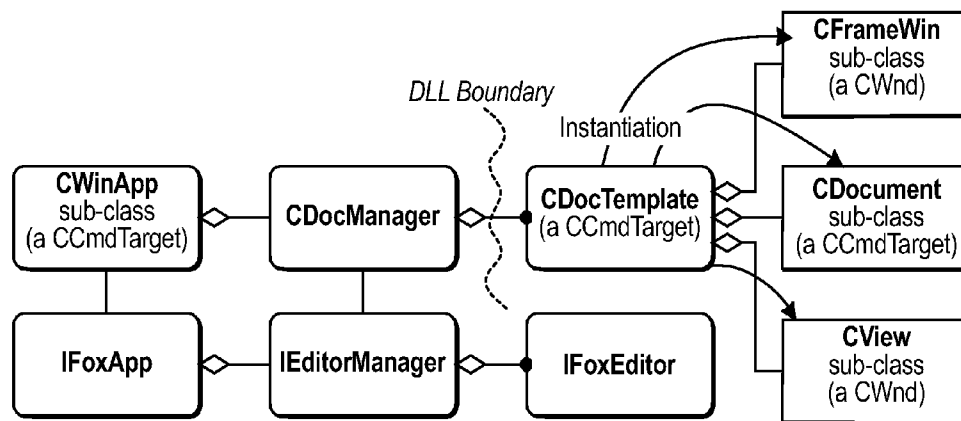 CFrameWin
sub-class
(a CWnd)
DLL Boundary
Instantiation
CWinApp
sub-class
(a CCmdTarget)
CDocManager
CDocTemplate
(a CCmdTarget)
CDocument
sub-class
(a CCmdTarget)
IFoxApp
IEditorManager
IFoxEditor
CView
sub-class
(a CWnd)